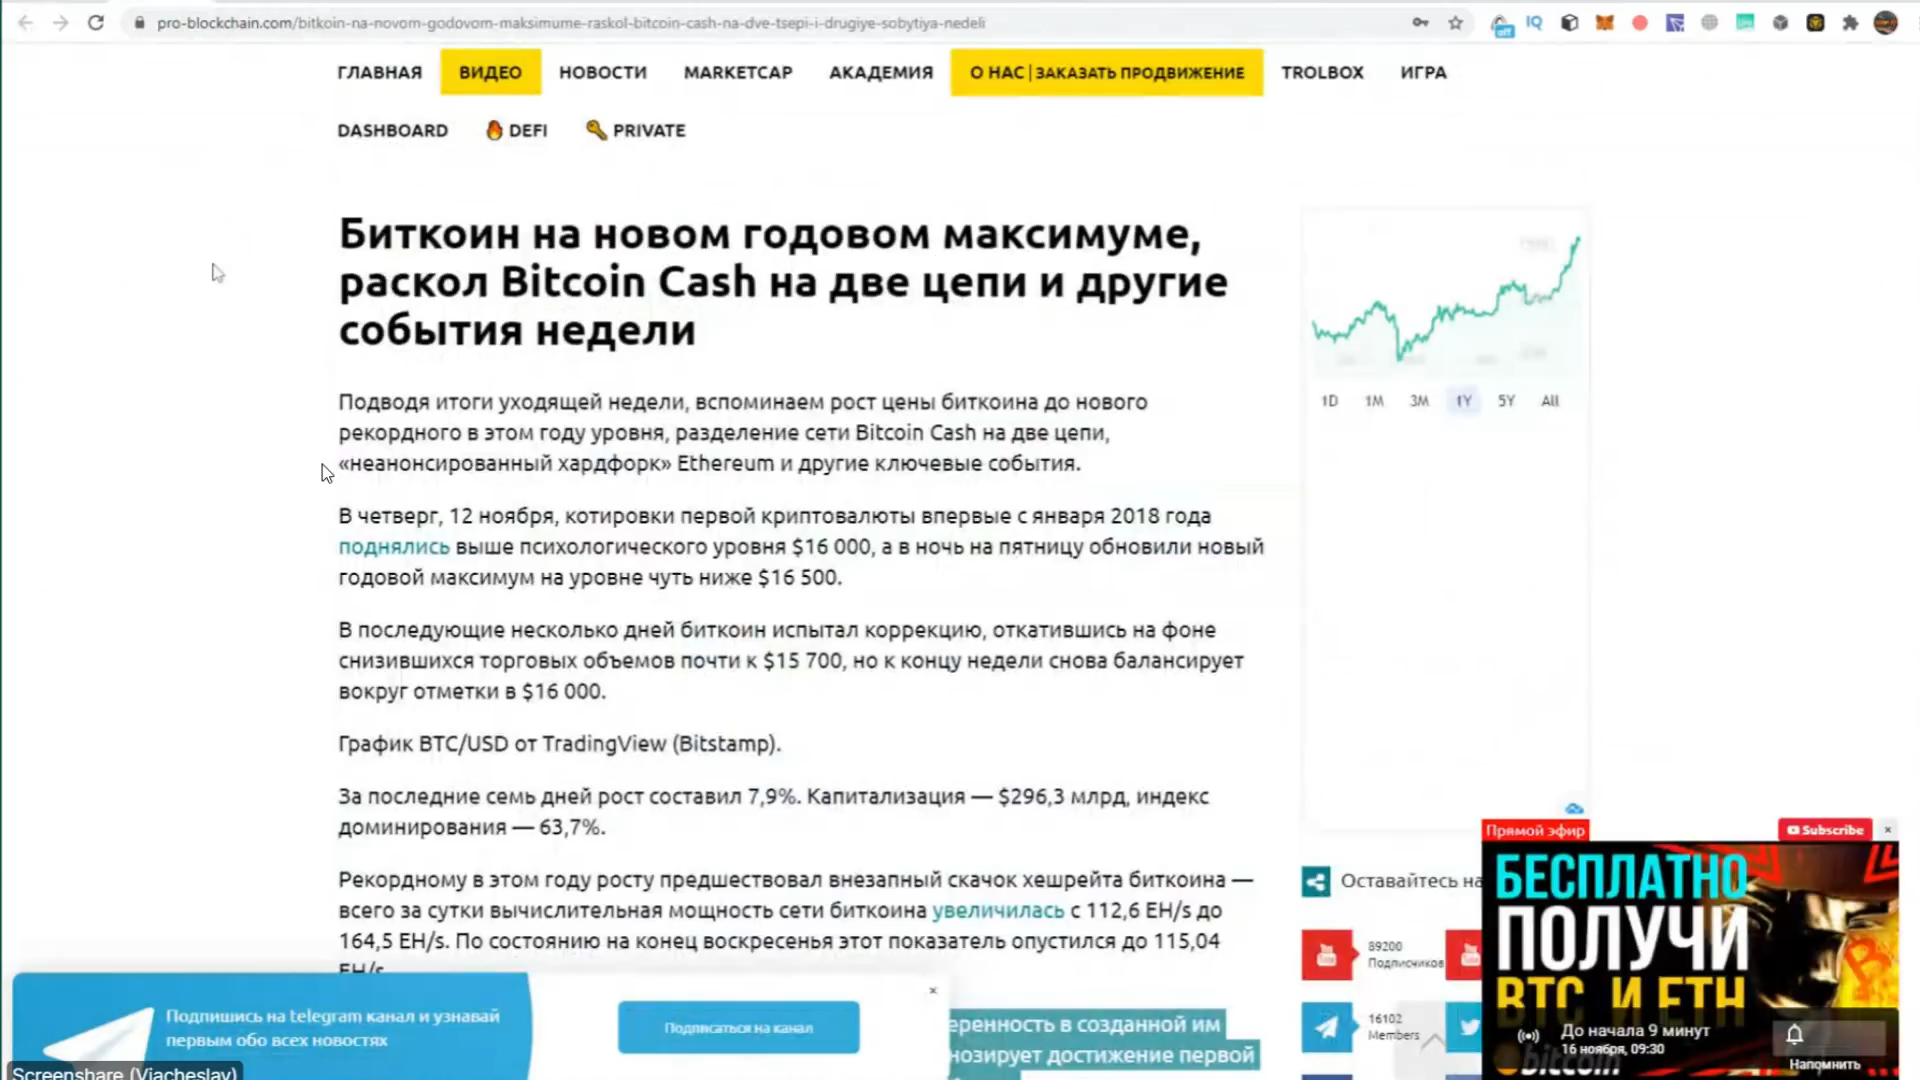 pro-blockchain.com/bitkoin-na-novom-godovom-maksimume-raskol-bitcoin-cash-na-dve-tsepi-i-drugiye-sobytiya-nedeli
off
IQ
ГЛАВНАЯ
ВИДЕО
НОВОСТИ
MARKETCAP
АКАДЕМИЯ
О НАС | ЗАКАЗАТЬ ПРОДВИЖЕНИЕ
TROLBOX
ИГРА
DASHBOARD
DEFI
PRIVATE
Биткоин на новом годовом максимуме,
раскол Bitcoin Cash на две цепи и другие
события недели
Подводя итоги уходящей недели, вспоминаем рост цены биткоина до нового
рекордного в этом году уровня, разделение сети Bitcoin Cash на две цепи,
«неанонсированный хардфорк» Ethereum и другие ключевые события.
В четверг, 12 ноября, котировки первой криптовалюты впервые с января 2018 года
поднялись выше психологического уровня $16 000, а в ночь на пятницу обновили новый
годовой максимум на уровне чуть ниже $16 500.
В последующие несколько дней биткоин испытал коррекцию, откатившись на фоне
снизившихся торговых объемов почти к $15 700, но к концу недели снова балансирует
вокруг отметки в $16 000.
График BTC/USD от TradingView (Bitstamp).
За последние семь дней рост составил 7,9%. Капитализация — $296,3 млрд, индекс
доминирования — 63,7%.
Рекордному в этом году росту предшествовал внезапный скачок хешрейта биткоина —
всего за сутки вычислительная мощность сети биткоина увеличилась с 112,6 EH/s до
164,5 EH/s. По состоянию на конец воскресенья этот показатель опустился до 115,04
EH/s.
еренность в созданной им
нозирует достижение первой
1D 1M 3M 1Y 5Y All
Оставайтесь на
89200
Подписчиков
16102
Members
Подпишись на telegram канал и узнавай
первым обо всех новостях
Подписаться на канал
×
Screenshare (Viacheslav)
Прямой эфир
Subscribe
×
БЕСПЛАТНО
ПОЛУЧИ
BTC И ETH
До начала 9 минут
16 ноября, 09:30
bitcoin
Напомнить